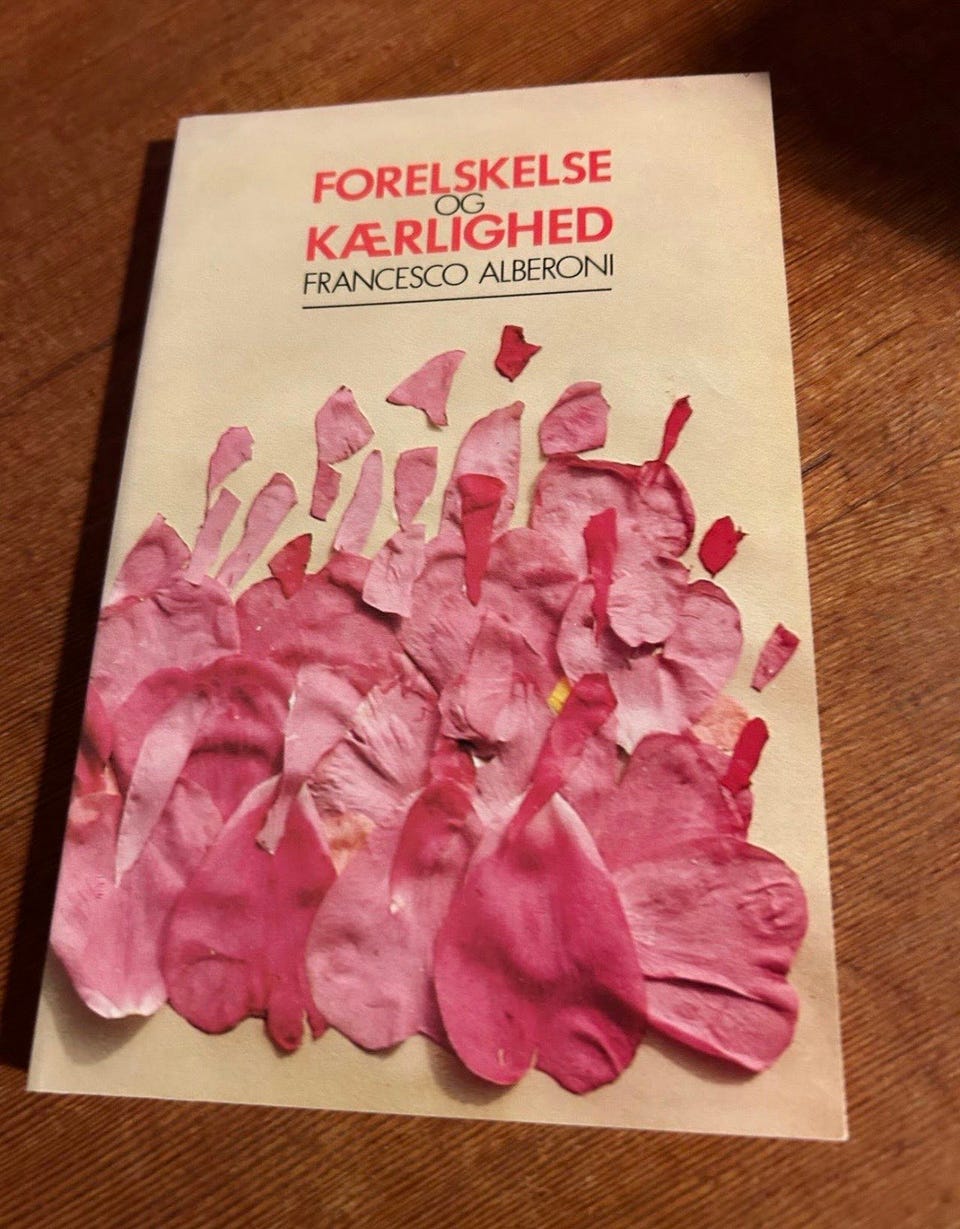 FORELSKELSE
OG
KÆRLIGHED
FRANCESCO ALBERONI